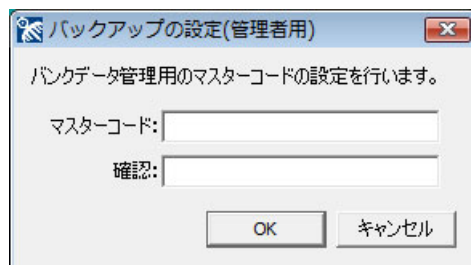 バックアップの設定(管理者用)
バンクデータ管理用のマスターコードの設定を行います。
マスターコード:
確認:
OK キャンセル